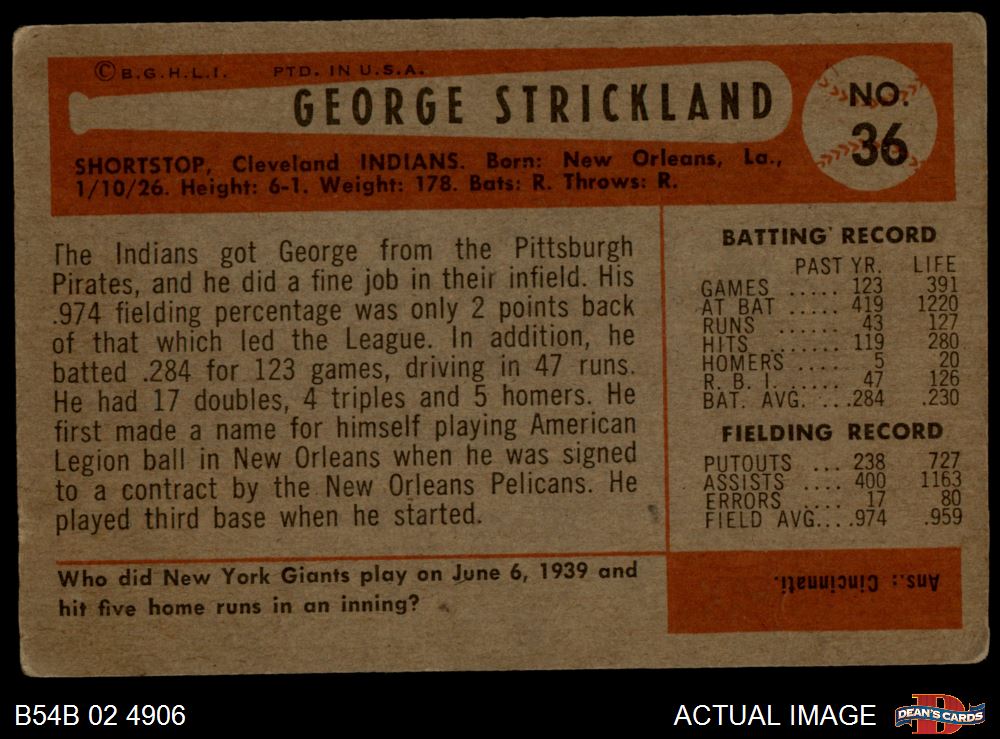 © B.G.H.L.I. PTD. IN U.S.A.
GEORGE STRICKLAND
NO.
36
SHORTSTOP, Cleveland INDIANS. Born: New Orleans, La.,
1/10/26. Height: 6-1. Weight: 178. Bats: R. Throws: R.
The Indians got George from the Pittsburgh
Pirates, and he did a fine job in their infield. His
.974 fielding percentage was only 2 points back
of that which led the League. In addition, he
batted .284 for 123 games, driving in 47 runs.
He had 17 doubles, 4 triples and 5 homers. He
first made a name for himself playing American
Legion ball in New Orleans when he was signed
to a contract by the New Orleans Pelicans. He
played third base when he started.
BATTING RECORD
PAST YR. LIFE
GAMES ..... 123 391
AT BAT ..... 419 1220
RUNS ...... 43 127
HITS ....... 119 280
HOMERS ..... 5 20
R. B. I. ...... 47 126
BAT. AVG. ... .284 .230
FIELDING RECORD
PUTOUTS ... 238 727
ASSISTS .... 400 1163
ERRORS .... 17 80
FIELD AVG.... .974 .959
Who did New York Giants play on June 6, 1939 and
hit five home runs in an inning?
Ans.: Cincinnati.
B54B 02 4906
ACTUAL IMAGE
DEAN'S CARDS